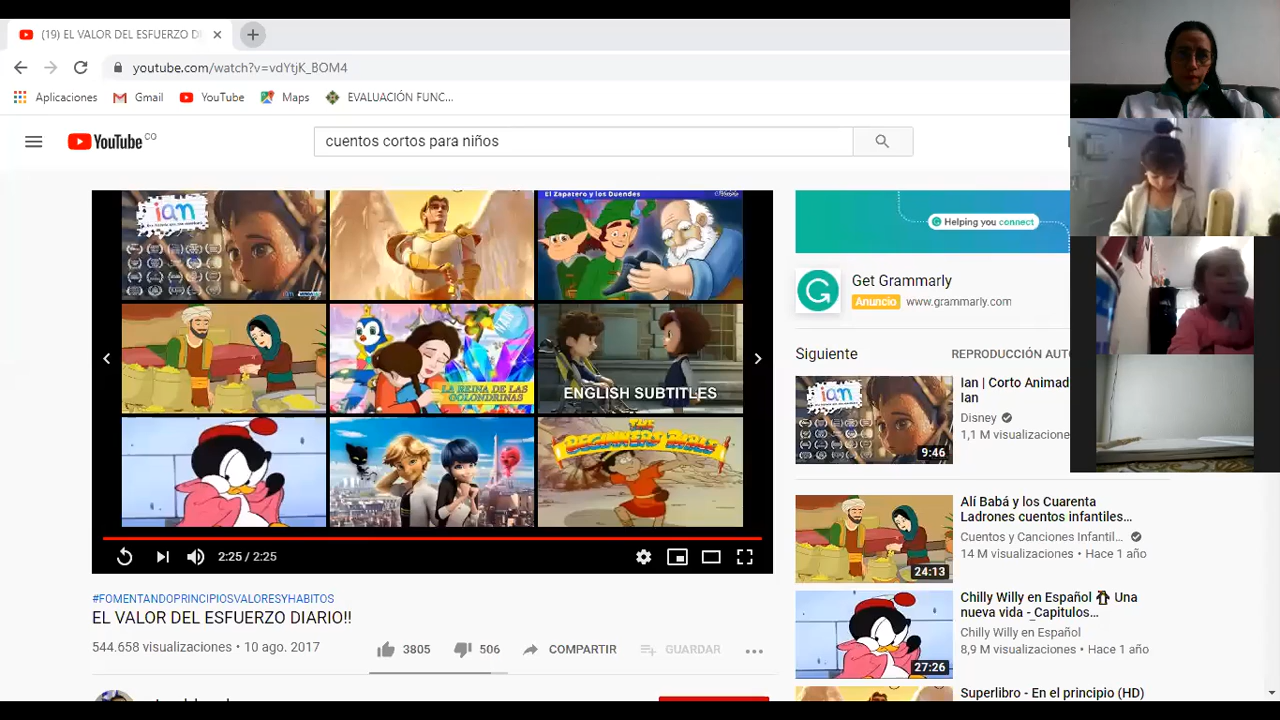 (19) EL VALOR DEL ESFUERZO D
youtube.com/watch?v=vdYtjK_BOM4
Aplicaciones
Gmail
YouTube
Maps
EVALUACIÓN FUNC...
YouTube CO
cuentos cortos para niños
ian
El Zapatero y los Duendes
LA REINA DE LAS
GOLONDRINAS
ENGLISH SUBTITLES
THE
BEGINNERS BIBLE
2:25 / 2:25
#FOMENTANDOPRINCIPIOSVALORESYHABITOS
EL VALOR DEL ESFUERZO DIARIO!!
544.658 visualizaciones • 10 ago. 2017
3805
506
COMPARTIR
GUARDAR
Helping you connect
Get Grammarly
Anuncio www.grammarly.com
Siguiente
REPRODUCCIÓN AUTO
ian
9:46
Ian | Corto Animad
Ian
Disney
1,1 M visualizacione
24:13
Alí Babá y los Cuarenta
Ladrones cuentos infantiles...
Cuentos y Canciones Infantil...
14 M visualizaciones • Hace 1 año
27:26
Chilly Willy en Español Una
nueva vida - Capitulos...
Chilly Willy en Español
8,9 M visualizaciones • Hace 1 año
Superlibro - En el principio (HD)